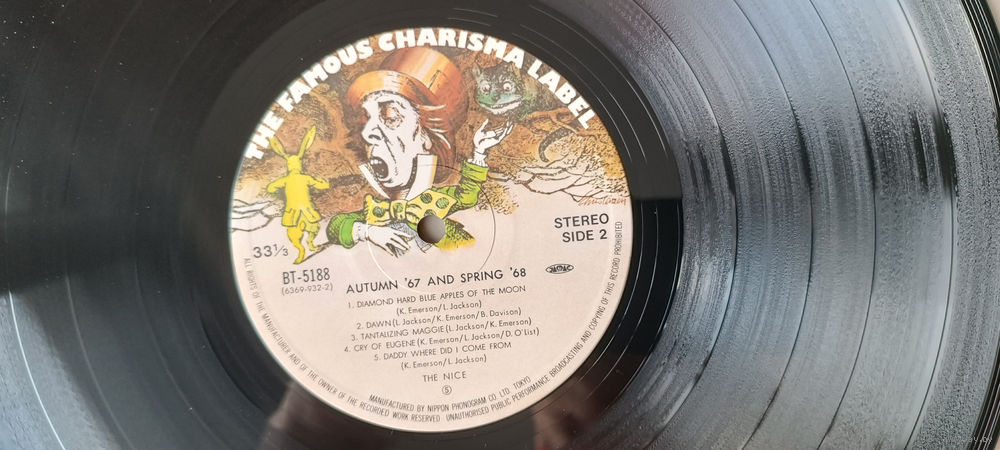 THE FAMOUS CHARISMA LABEL
STEREO
SIDE 2
33 1/3
BT-5188
(6369-932-2)
AUTUMN '67 AND SPRING '68
1. DIAMOND HARD BLUE APPLES OF THE MOON
(K. Emerson/L. Jackson)
2. DAWN (L. Jackson/K. Emerson/B. Davison)
3. TANTALIZING MAGGIE (L. Jackson/K. Emerson)
4. CRY OF EUGENE (K. Emerson/L. Jackson/D. O'List)
5. DADDY WHERE DID I COME FROM
(K. Emerson/L. Jackson)
THE NICE
Ⓢ
ALL RIGHTS OF THE MANUFACTURER AND OF THE OWNER OF THE RECORDED WORK RESERVED. UNAUTHORISED PUBLIC PERFORMANCE BROADCASTING AND COPYING OF THIS RECORD PROHIBITED
MANUFACTURED BY NIPPON PHONOGRAM CO. LTD. TOKYO